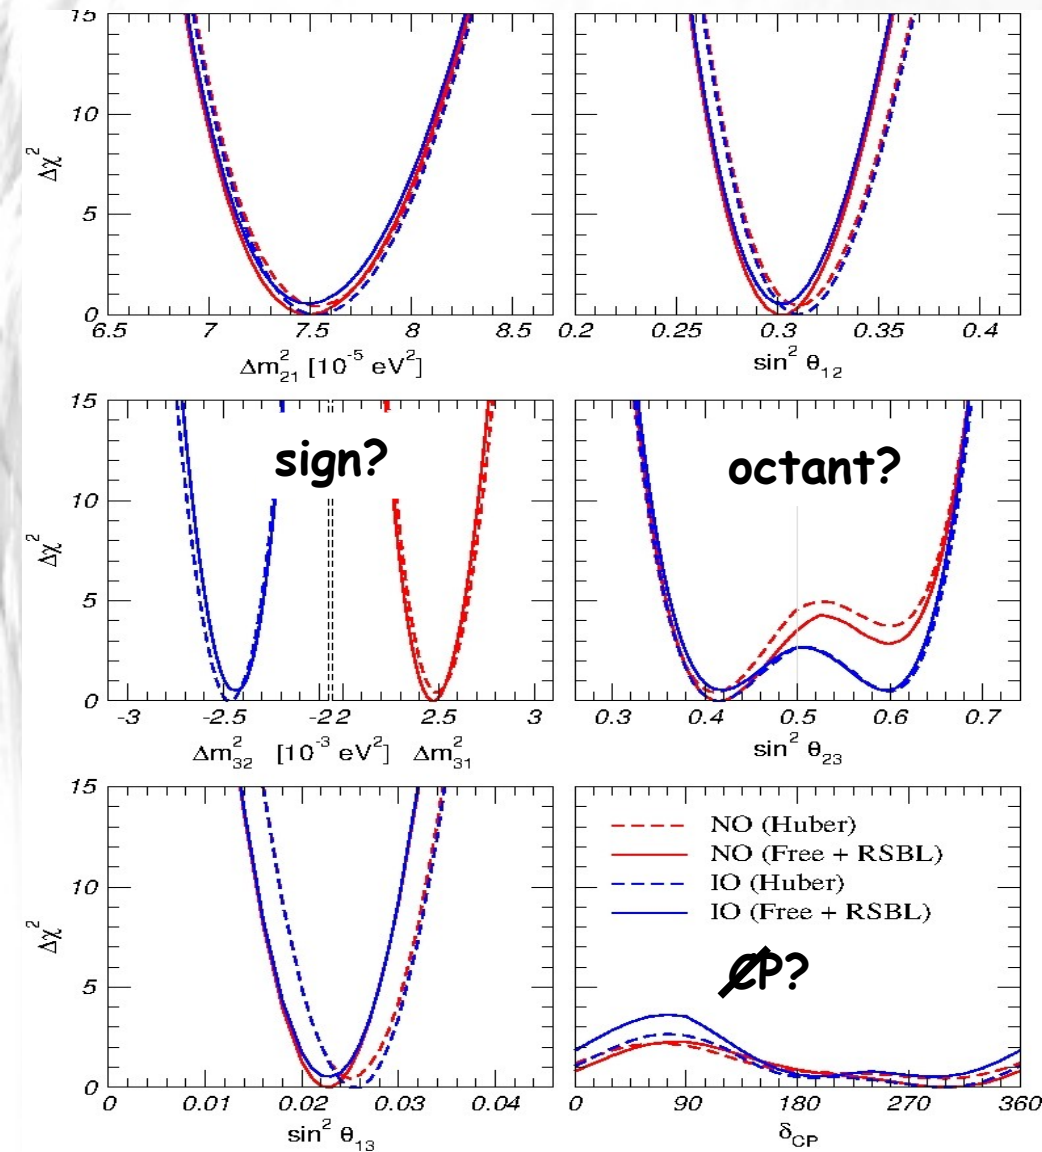 15
10
5
0
Δχ²
6.5 7 7.5 8 8.5
Δm²₂₁ [10⁻⁵ eV²]
0.2 0.25 0.3 0.35 0.4
sin² θ₁₂
15
10
5
0
Δχ²
sign?
-3 -2.5 -2 2 2.5 3
Δm²₃₂ [10⁻³ eV²] Δm²₃₁
octant?
0.3 0.4 0.5 0.6 0.7
sin² θ₂₃
15
10
5
0
Δχ²
0 0.01 0.02 0.03 0.04
sin² θ₁₃
NO (Huber)
NO (Free + RSBL)
IO (Huber)
IO (Free + RSBL)
CP?
0 90 180 270 360
δCP